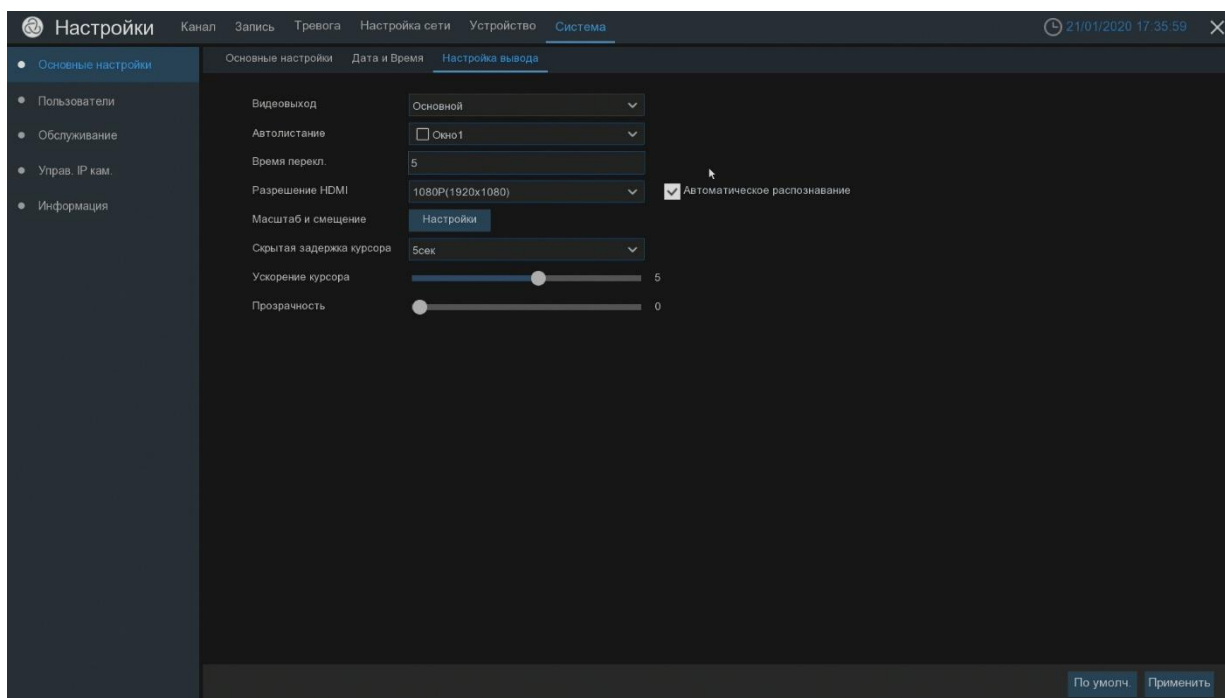 Настройки Канал Запись Тревога Настройка сети Устройство Система 21/01/2020 17:35:59
Основные настройки
Пользователи
Обслуживание
Управ. IP кам.
Информация
Основные настройки Дата и Время Настройка вывода
Видеовыход Основной
Автолистание Окно1
Время перекл. 5
Разрешение HDMI 1080P(1920x1080) Автоматическое распознавание
Масштаб и смещение Настройки
Скрытая задержка курсора 5сек
Ускорение курсора 5
Прозрачность 0
По умолч. Применить